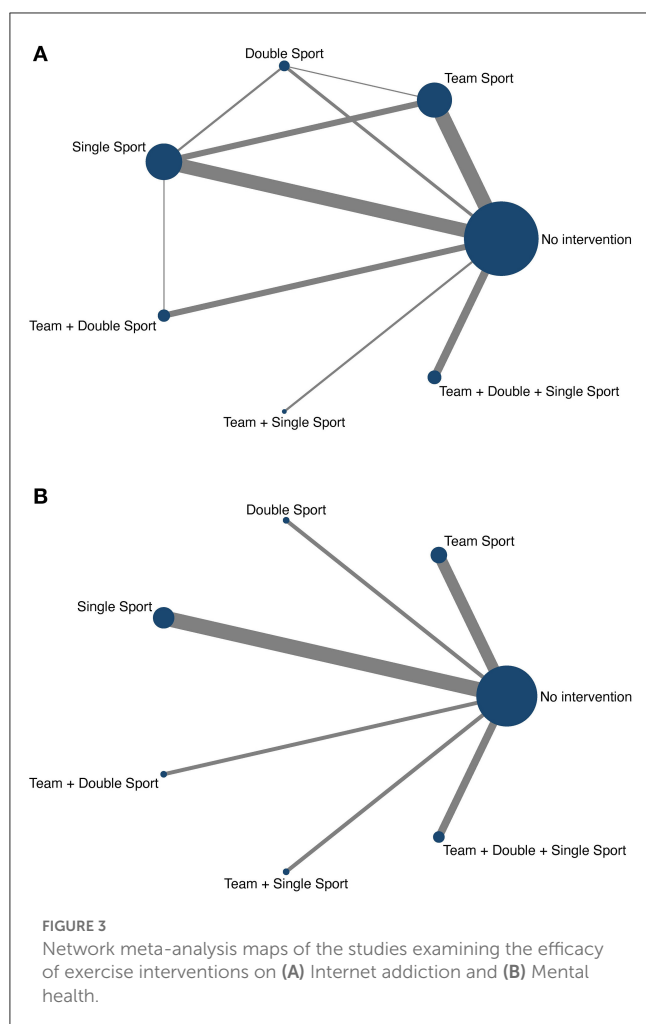 A
Double Sport
Team Sport
Single Sport
No intervention
Team + Double Sport
Team + Double + Single Sport
Team + Single Sport
B
Double Sport
Team Sport
Single Sport
No intervention
Team + Double Sport
Team + Double + Single Sport
Team + Single Sport
FIGURE 3
Network meta-analysis maps of the studies examining the efficacy
of exercise interventions on (A) Internet addiction and (B) Mental
health.